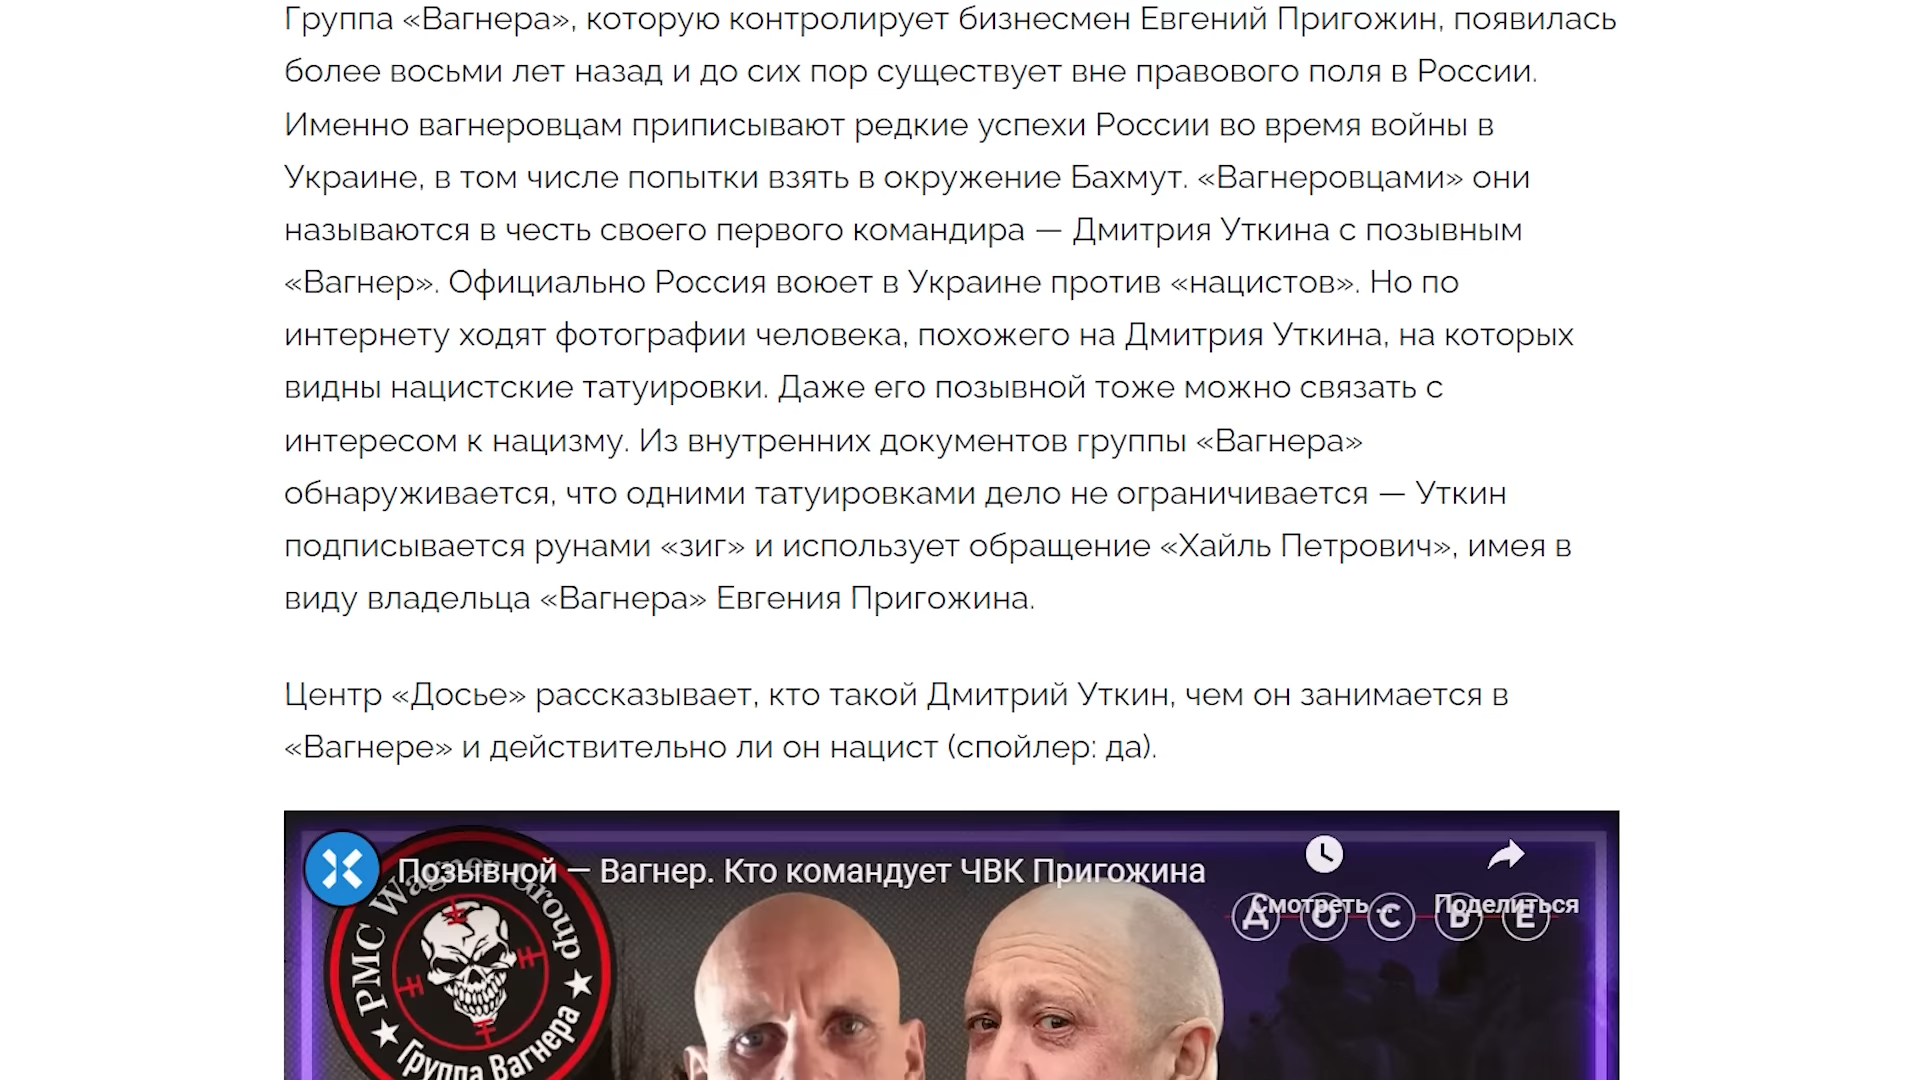 Группа «Вагнера», которую контролирует бизнесмен Евгений Пригожин, появилась
более восьми лет назад и до сих пор существует вне правового поля в России.
Именно вагнеровцам приписывают редкие успехи России во время войны в
Украине, в том числе попытки взять в окружение Бахмут. «Вагнеровцами» они
называются в честь своего первого командира — Дмитрия Уткина с позывным
«Вагнер». Официально Россия воюет в Украине против «нацистов». Но по
интернету ходят фотографии человека, похожего на Дмитрия Уткина, на которых
видны нацистские татуировки. Даже его позывной тоже можно связать с
интересом к нацизму. Из внутренних документов группы «Вагнера»
обнаруживается, что одними татуировками дело не ограничивается — Уткин
подписывается рунами «зиг» и использует обращение «Хайль Петрович», имея в
виду владельца «Вагнера» Евгения Пригожина.
Центр «Досье» рассказывает, кто такой Дмитрий Уткин, чем он занимается в
«Вагнере» и действительно ли он нацист (спойлер: да).
Позывной — Вагнер. Кто командует ЧВК Пригожина
Смотреть ...
Поделиться
ДОСЬЕ
PMC Wagner Group
Группа Вагнера